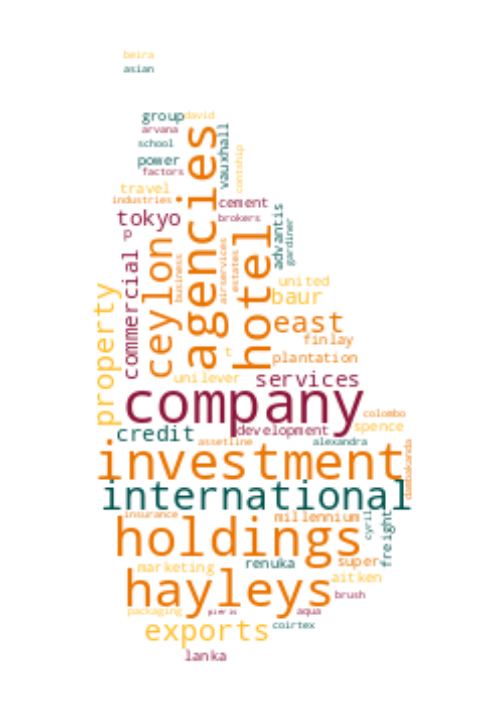 beira
asian
group
david
arvana
school
power
factors
agencies
vauxhall
contship
travel
industries
cement
tokyo
brokers
p
ceylon
hotel
advantis
gardiner
commercial
business
airservices
estates
property
united
baur
east
finlay
t
plantation
unilever
services
company
colombo
spence
credit
development
assetline
alexandra
investment
dambakanda
international
insurance
millennium
cyril
freight
holdings
renuka
super
marketing
aitken
hayleys
brush
packaging
pieris
aqua
exports
coirtex
lanka